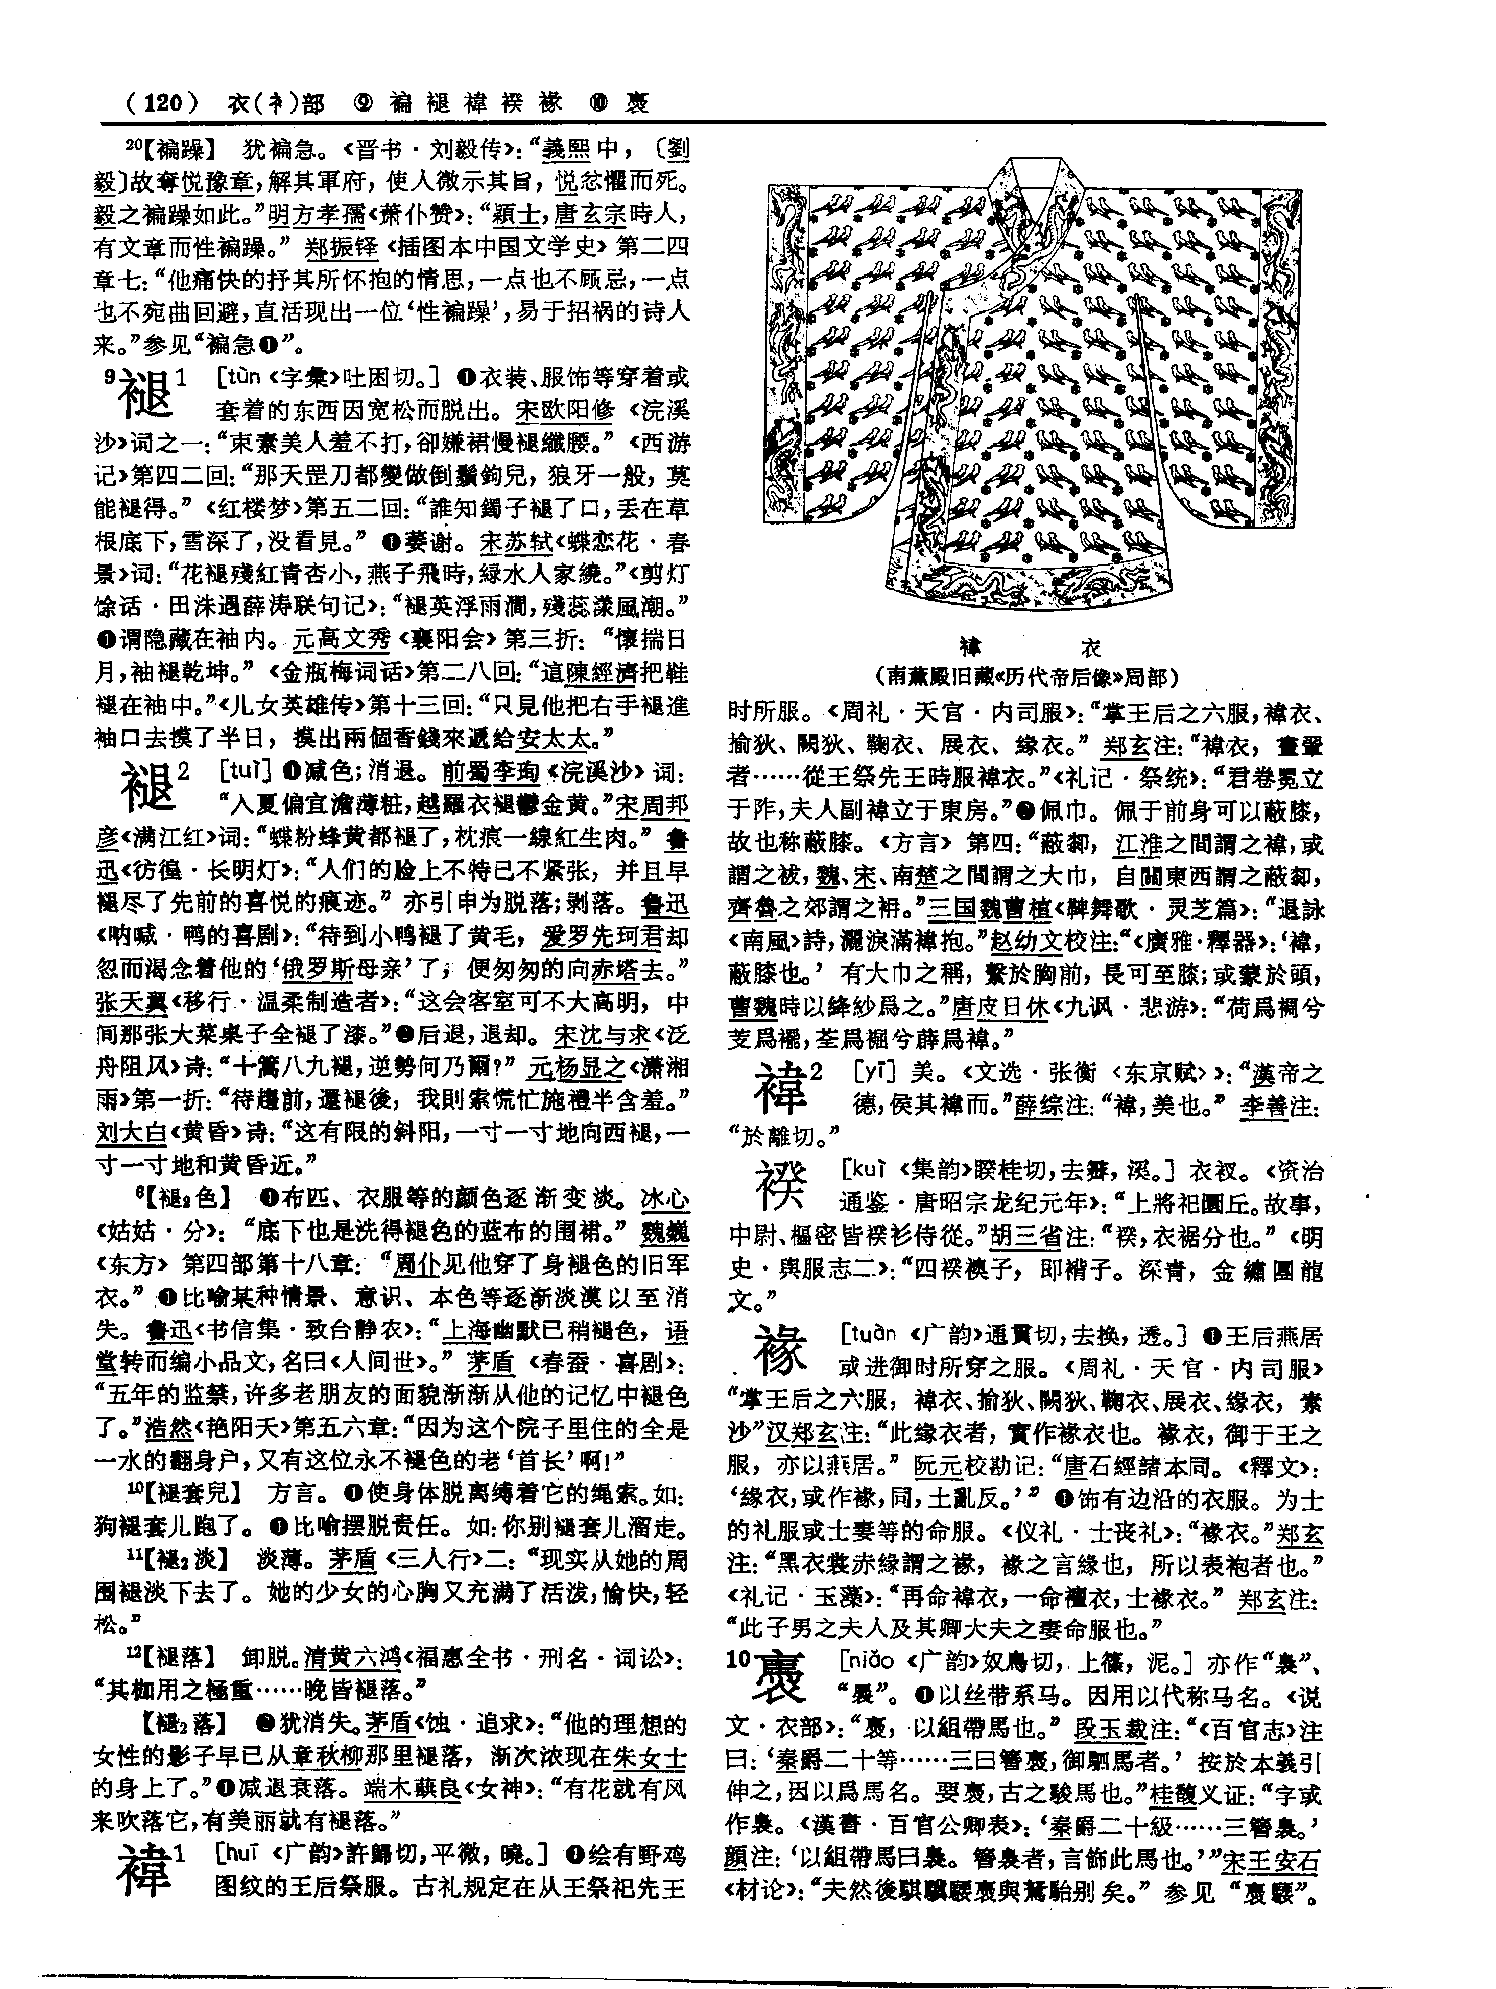 (120) 衣(衤)部 ❾ 褊 褪 褘 褉 褖 ❿ 褭
²⁰【褊躁】 犹褊急。《晋书·刘毅传》：“義熙中，〔劉
毅〕故奪悦豫章，解其軍府，使人微示其旨，悦忿懼而死。
毅之褊躁如此。”明方孝孺《萧仆赞》：“穎士，唐玄宗時人，
有文章而性褊躁。” 郑振铎《插图本中国文学史》第二四
章七：“他痛快的抒其所怀抱的情思，一点也不顾忌，一点
也不宛曲回避，直活现出一位‘性褊躁’，易于招祸的诗人
来。”参见“褊急❶”。
9 褪1 [tùn《字彙》吐困切。] ❶衣装、服饰等穿着或
套着的东西因宽松而脱出。宋欧阳修《浣溪
沙》词之一：“束素美人羞不打，卻嫌裙慢褪纖腰。”《西游
记》第四二回：“那天罡刀都變做倒鬚鉤兒，狼牙一般，莫
能褪得。”《红楼梦》第五二回：“誰知鐲子褪了口，丢在草
根底下，雪深了，没看見。” ❷萎谢。宋苏轼《蝶恋花·春
景》词：“花褪殘紅青杏小，燕子飛時，緑水人家繞。”《剪灯
馀话·田洙遇薛涛联句记》：“褪英浮雨澗，殘蕊漾風潮。”
❸谓隐藏在袖内。元高文秀《襄阳会》第三折：“懷揣日
月，袖褪乾坤。”《金瓶梅词话》第二八回：“這陳經濟把鞋
褪在袖中。”《儿女英雄传》第十三回：“只見他把右手褪進
袖口去摸了半日，摸出兩個香錢來遞给安太太。”
褪2 [tuì] ❶减色；消退。前蜀李珣《浣溪沙》词：
“入夏偏宜澹薄粧，越羅衣褪鬱金黄。”宋周邦
彦《满江红》词：“蝶粉蜂黄都褪了，枕痕一線紅生肉。” 鲁
迅《彷徨·长明灯》：“人们的脸上不特已不紧张，并且早
褪尽了先前的喜悦的痕迹。” 亦引申为脱落；剥落。鲁迅
《呐喊·鸭的喜剧》：“待到小鸭褪了黄毛，爱罗先珂君却
忽而渴念着他的‘俄罗斯母亲’了，便匆匆的向赤塔去。”
张天翼《移行·温柔制造者》：“这会客室可不大高明，中
间那张大菜桌子全褪了漆。”❷后退，退却。宋沈与求《泛
舟阻风》诗：“十篙八九褪，逆勢何乃爾？”元杨显之《潇湘
雨》第一折：“待趨前，還褪後，我則索慌忙施禮半含羞。”
刘大白《黄昏》诗：“这有限的斜阳，一寸一寸地向西褪，一
寸一寸地和黄昏近。”
⁶【褪₂色】 ❶布匹、衣服等的颜色逐渐变淡。冰心
《姑姑·分》：“底下也是洗得褪色的蓝布的围裙。”魏巍
《东方》第四部第十八章：“周仆见他穿了身褪色的旧军
衣。”❷比喻某种情景、意识、本色等逐渐淡漠以至消
失。鲁迅《书信集·致台静农》：“上海幽默已稍褪色，语
堂转而编小品文，名曰《人间世》。” 茅盾《春蚕·喜剧》：
“五年的监禁，许多老朋友的面貌渐渐从他的记忆中褪色
了。”浩然《艳阳天》第五六章：“因为这个院子里住的全是
一水的翻身户，又有这位永不褪色的老‘首长’啊！”
¹⁰【褪套兒】 方言。❶使身体脱离缚着它的绳索。如：
狗褪套儿跑了。❷比喻摆脱责任。如：你别褪套儿溜走。
¹¹【褪₂淡】 淡薄。茅盾《三人行》二：“现实从她的周
围褪淡下去了。她的少女的心胸又充满了活泼，愉快，轻
松。”
¹²【褪落】 卸脱。清黄六鸿《福惠全书·刑名·词讼》：
“其枷用之極重……晚皆褪落。”
【褪₂落】 ❶犹消失。茅盾《蚀·追求》：“他的理想的
女性的影子早已从章秋柳那里褪落，渐次浓现在朱女士
的身上了。”❷减退衰落。端木蕻良《女神》：“有花就有风
来吹落它，有美丽就有褪落。”
褘1 [huī《广韵》許歸切，平微，曉。] ❶绘有野鸡
图纹的王后祭服。古礼规定在从王祭祀先王
褘 衣
(南薰殿旧藏《历代帝后像》局部)
时所服。《周礼·天官·内司服》：“掌王后之六服，褘衣、
揄狄、闕狄、鞠衣、展衣、緣衣。”郑玄注：“褘衣，畫翬
者……從王祭先王時服褘衣。”《礼记·祭统》：“君卷冕立
于阼，夫人副褘立于東房。”❷佩巾。佩于前身可以蔽膝，
故也称蔽膝。《方言》第四：“蔽䣛，江淮之間謂之褘，或
謂之袚，魏、宋、南楚之間謂之大巾，自關東西謂之蔽䣛，
齊魯之郊謂之衻。”三国魏曹植《鞞舞歌·灵芝篇》：“退詠
《南風》詩，灑淚滿褘抱。”赵幼文校注：“《廣雅·釋器》：‘褘，
蔽膝也。’有大巾之稱，繫於胸前，長可至膝；或蒙於頭，
曹魏時以絳紗爲之。”唐皮日休《九讽·悲游》：“荷爲裯兮
芰爲䙱，荃爲裩兮薜爲褘。”
褘2 [yī] 美。《文选·张衡〈东京赋〉》：“漢帝之
德，侯其褘而。”薛综注：“褘，美也。” 李善注：
“於離切。”
褉 [kuì《集韵》睽桂切，去霽，溪。] 衣衩。《资治
通鉴·唐昭宗龙纪元年》：“上將祀圜丘。故事，
中尉、樞密皆褉衫侍從。”胡三省注：“褉，衣裾分也。”《明
史·舆服志二》：“四褉襖子，即褙子。深青，金繡團龍
文。”
褖 [tuàn《广韵》通貫切，去换，透。] ❶王后燕居
或进御时所穿之服。《周礼·天官·内司服》
“掌王后之六服，褘衣、揄狄、闕狄、鞠衣、展衣、緣衣，素
沙”汉郑玄注：“此緣衣者，實作褖衣也。褖衣，御于王之
服，亦以燕居。” 阮元校勘记：“唐石經諸本同。《釋文》：
‘緣衣，或作褖，同，土亂反。’” ❷饰有边沿的衣服。为士
的礼服或士妻等的命服。《仪礼·士丧礼》：“褖衣。”郑玄
注：“黑衣裳赤緣謂之褖，褖之言緣也，所以表袍者也。”
《礼记·玉藻》：“再命褘衣，一命襢衣，士褖衣。” 郑玄注：
“此子男之夫人及其卿大夫之妻命服也。”
10 褭 [niǎo《广韵》奴鳥切，上篠，泥。] 亦作“裊”、
“褭”。❶以丝带系马。因用以代称马名。《说
文·衣部》：“褭，以組帶馬也。” 段玉裁注：“《百官志》注
曰：‘秦爵二十等……三曰簪褭，御駟馬者。’按於本義引
伸之，因以爲馬名。要褭，古之駿馬也。”桂馥义证：“字或
作裊。《漢書·百官公卿表》：‘秦爵二十級……三簪裊。’
顔注：‘以組帶馬曰裊。簪裊者，言飾此馬也。’”宋王安石
《材论》：“夫然後騏驥騕褭與駑駘别矣。”参见“褭騕”。